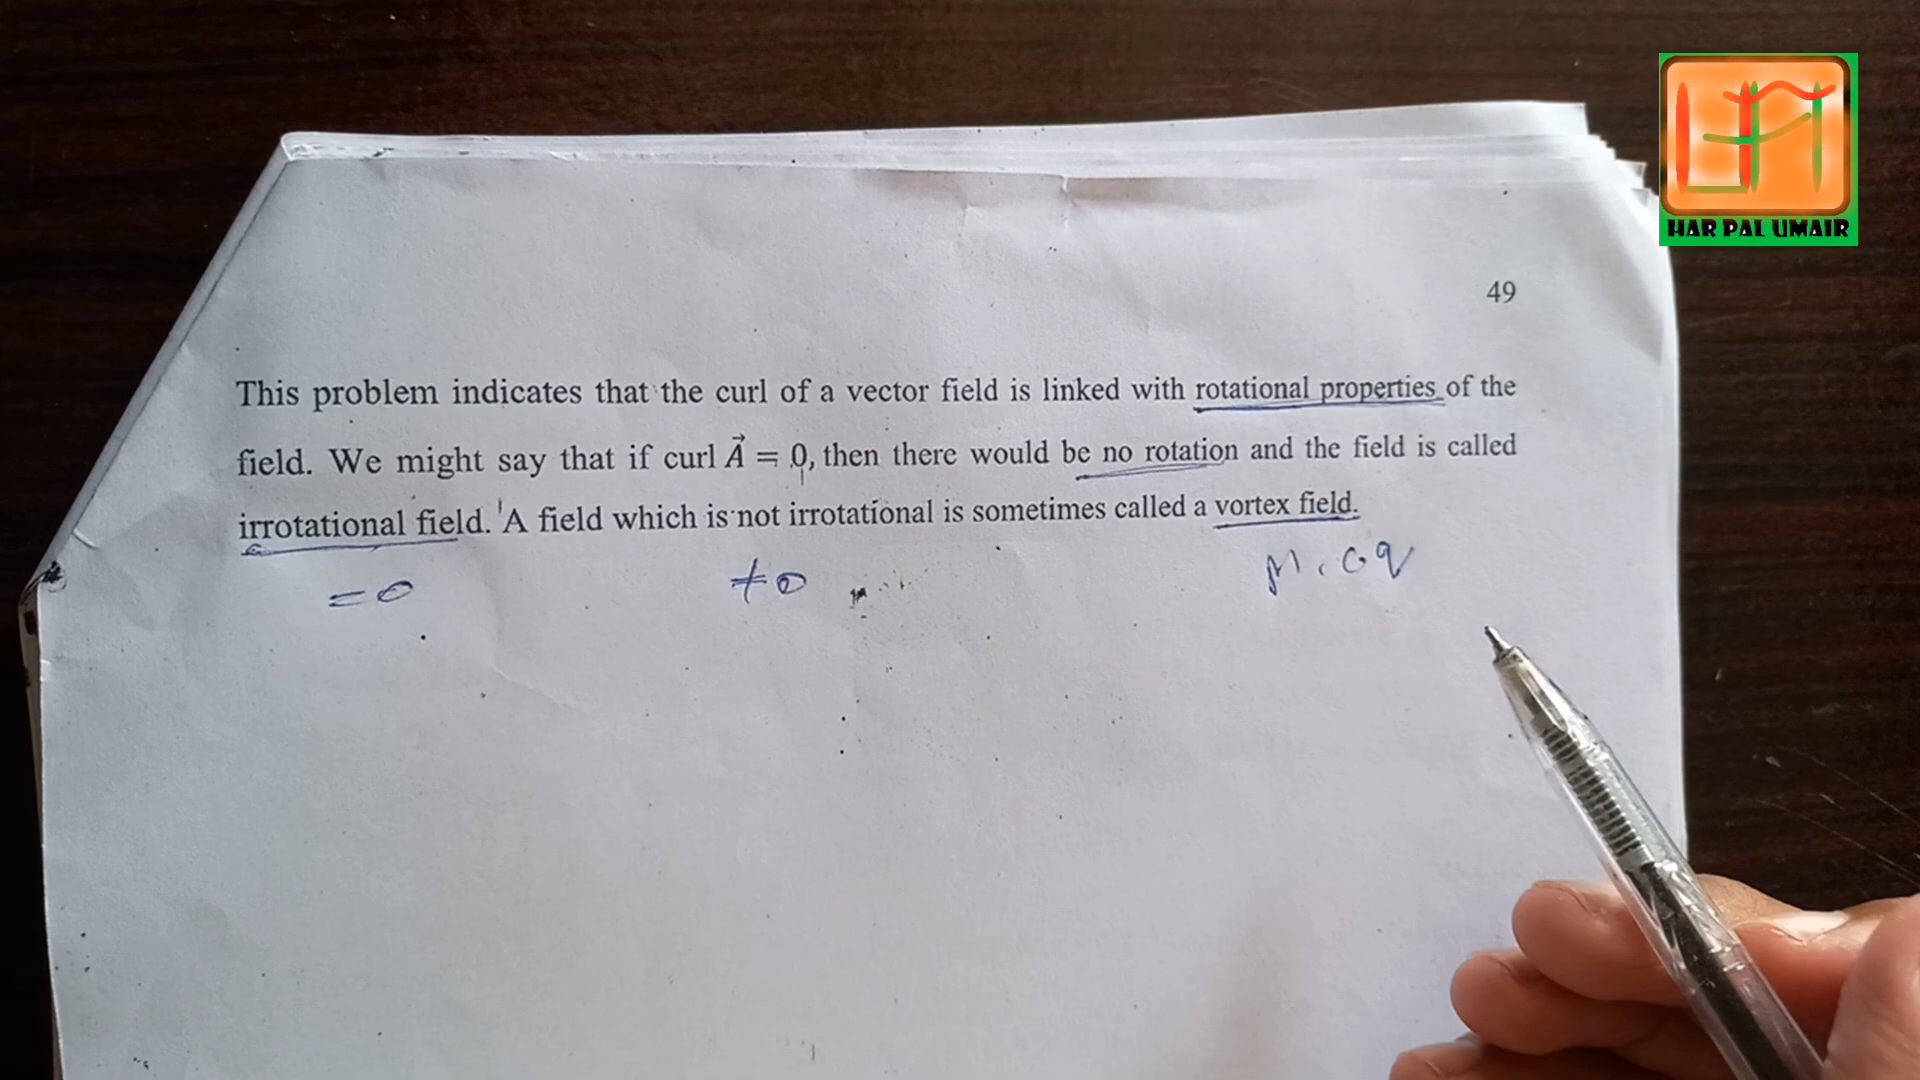 HAR PAL UMAIR
49
This problem indicates that the curl of a vector field is linked with rotational properties of the
field. We might say that if curl A⃗ = 0, then there would be no rotation and the field is called
irrotational field. A field which is not irrotational is sometimes called a vortex field.
=0 ≠0 M.cq